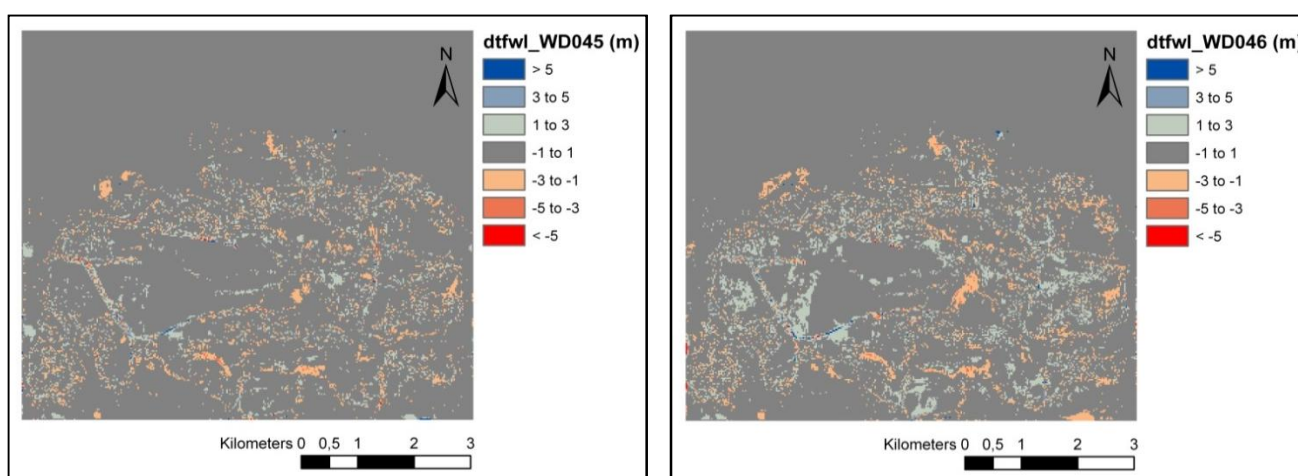 dtfwl_WD045 (m)
N
> 5
3 to 5
1 to 3
-1 to 1
-3 to -1
-5 to -3
< -5
Kilometers 0 0,5 1 2 3
dtfwl_WD046 (m)
N
> 5
3 to 5
1 to 3
-1 to 1
-3 to -1
-5 to -3
< -5
Kilometers 0 0,5 1 2 3